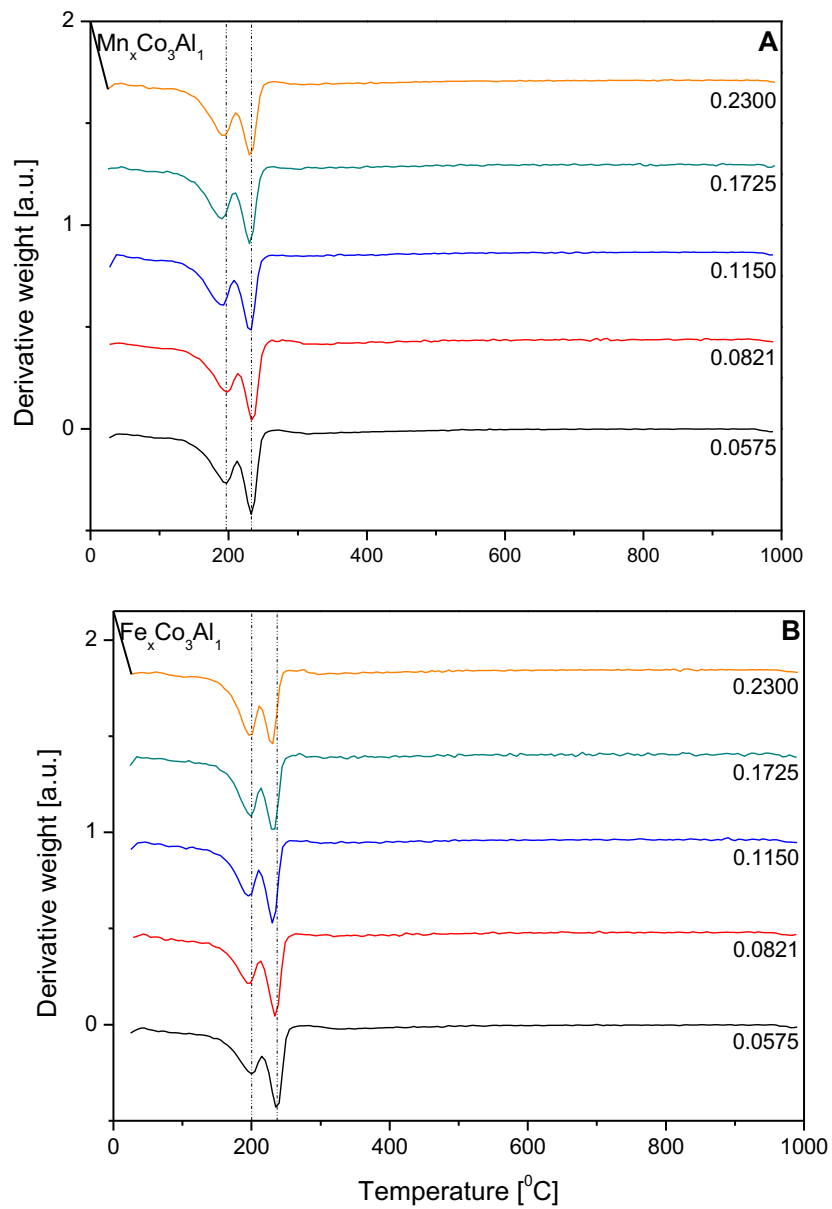 Mn_xCo_3Al_1
A
2
0.2300
0.1725
1
0.1150
0.0821
0
0.0575
Derivative weight [a.u.]
0 200 400 600 800 1000
Fe_xCo_3Al_1
B
2
0.2300
0.1725
1
0.1150
0.0821
0
0.0575
Derivative weight [a.u.]
0 200 400 600 800 1000
Temperature [⁰C]